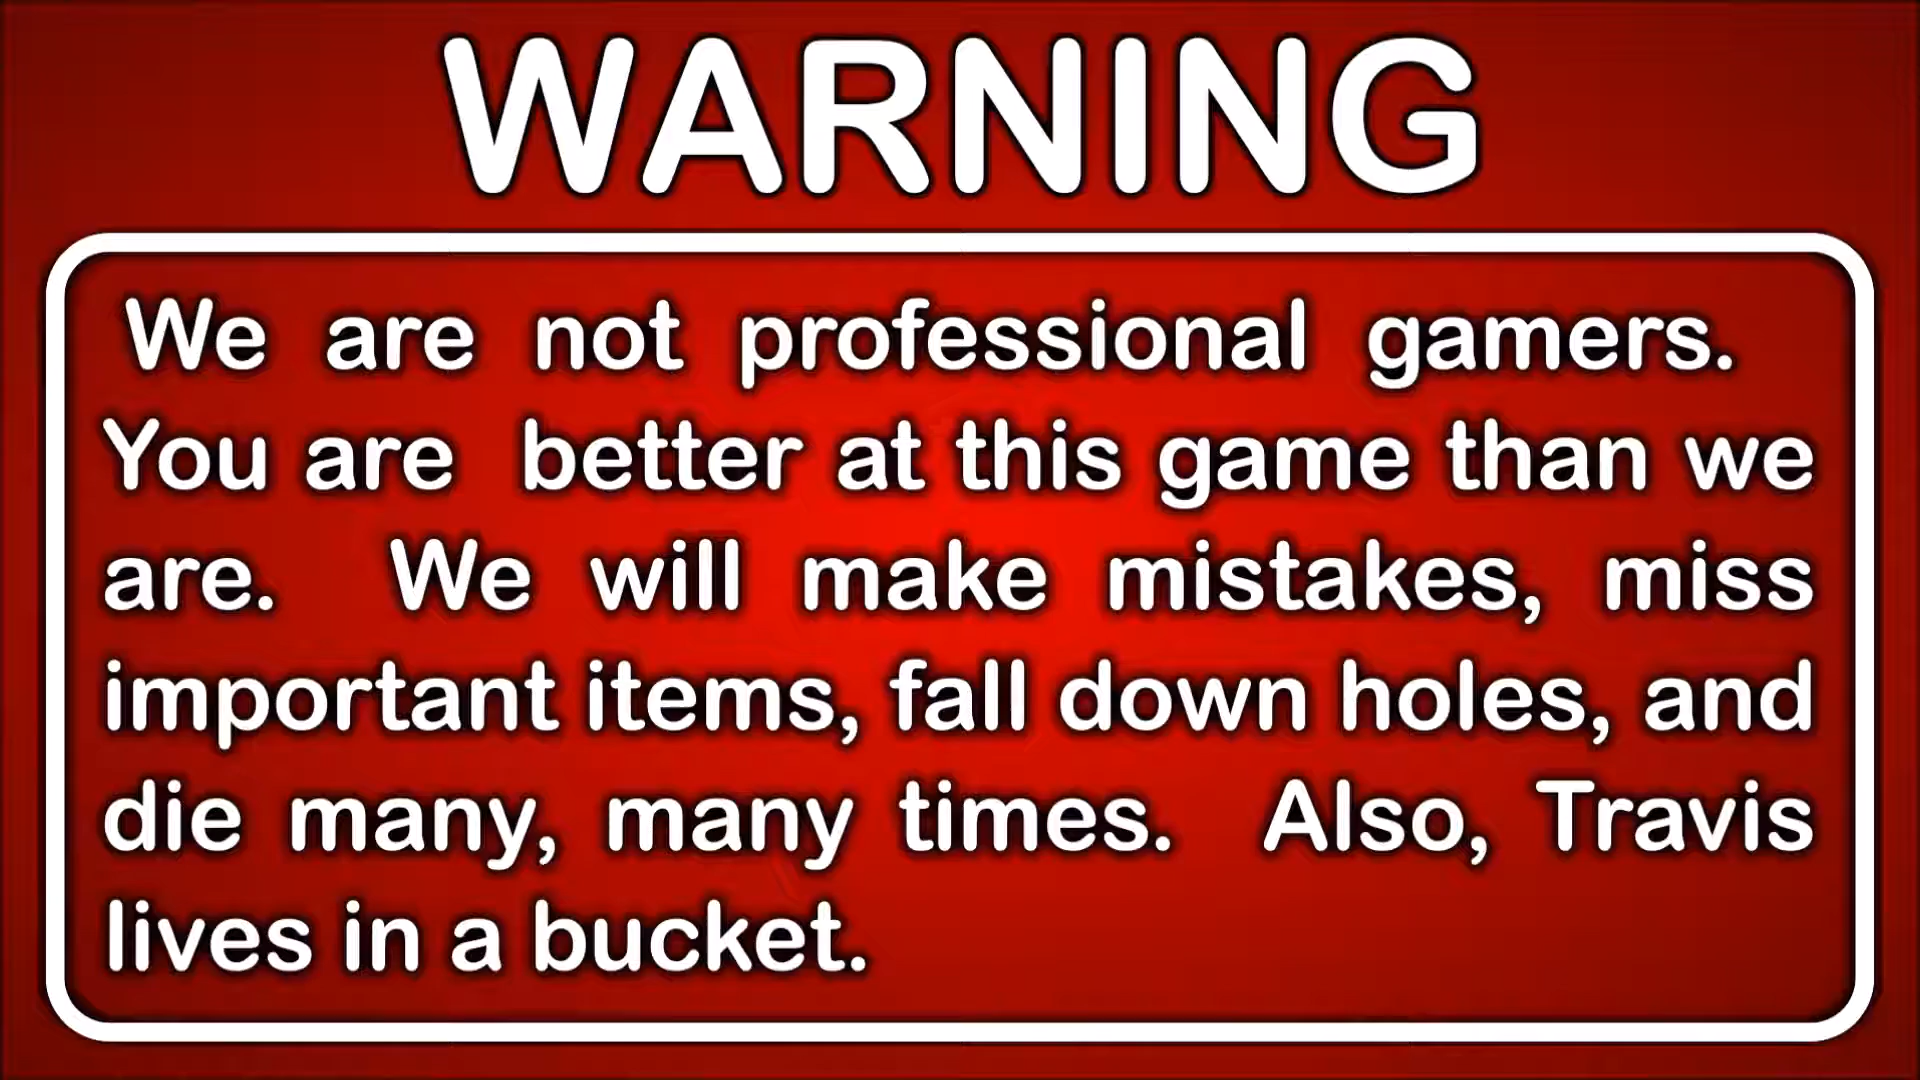 WARNING
We are not professional gamers.
You are better at this game than we
are. We will make mistakes, miss
important items, fall down holes, and
die many, many times. Also, Travis
lives in a bucket.